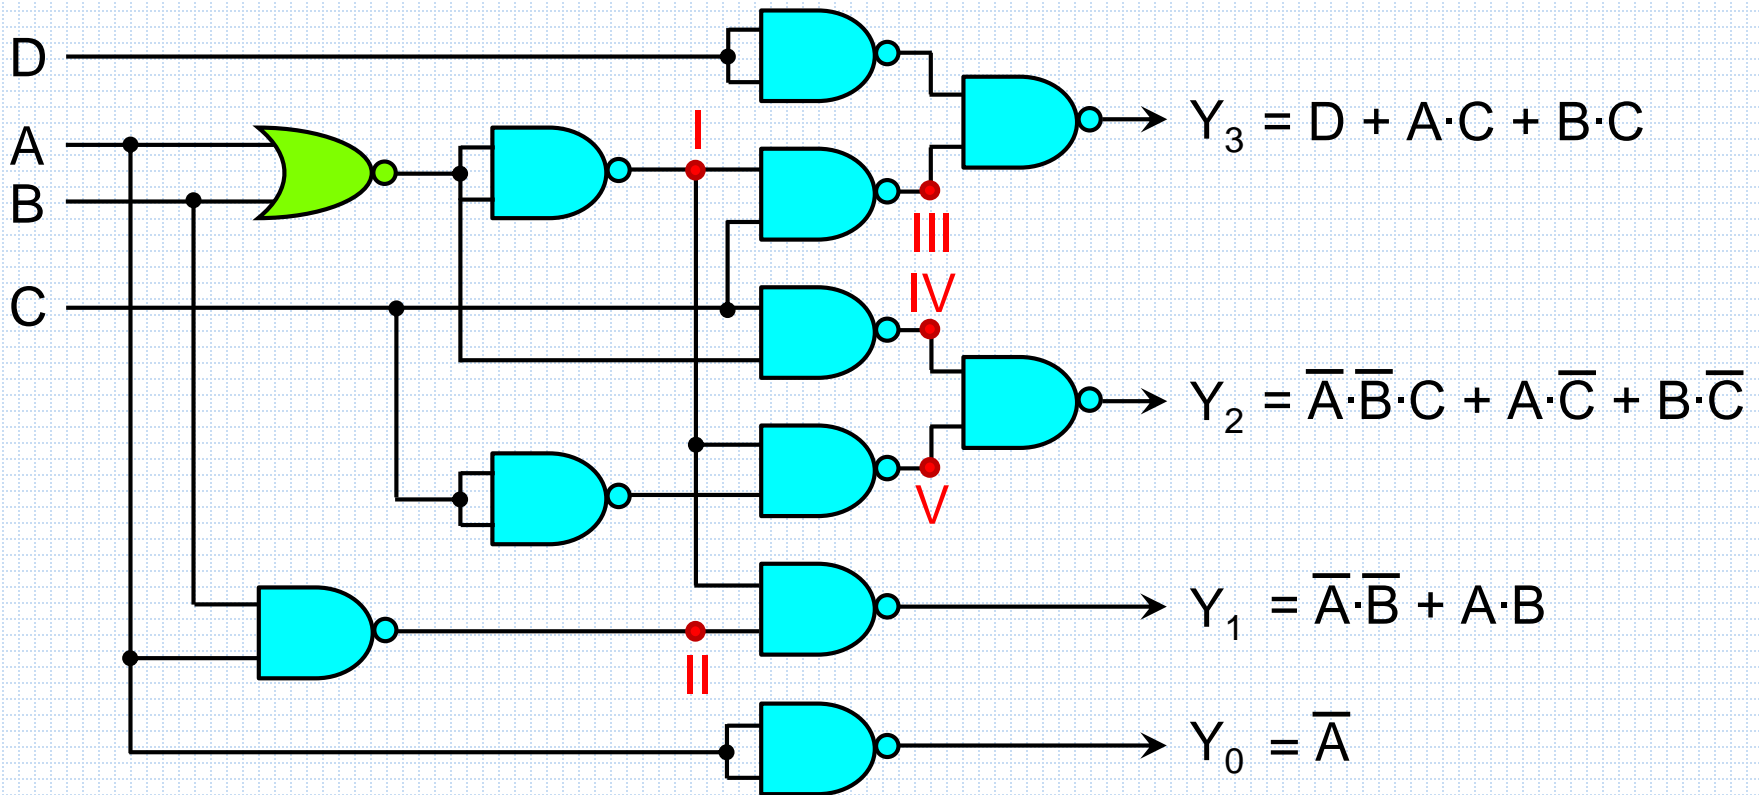 D
A
B
C
I
II
III
IV
V
Y₃ = D + A·C + B·C
Y₂ = A̅·B̅·C + A·C̅ + B·C̅
Y₁ = A̅·B̅ + A·B
Y₀ = A̅